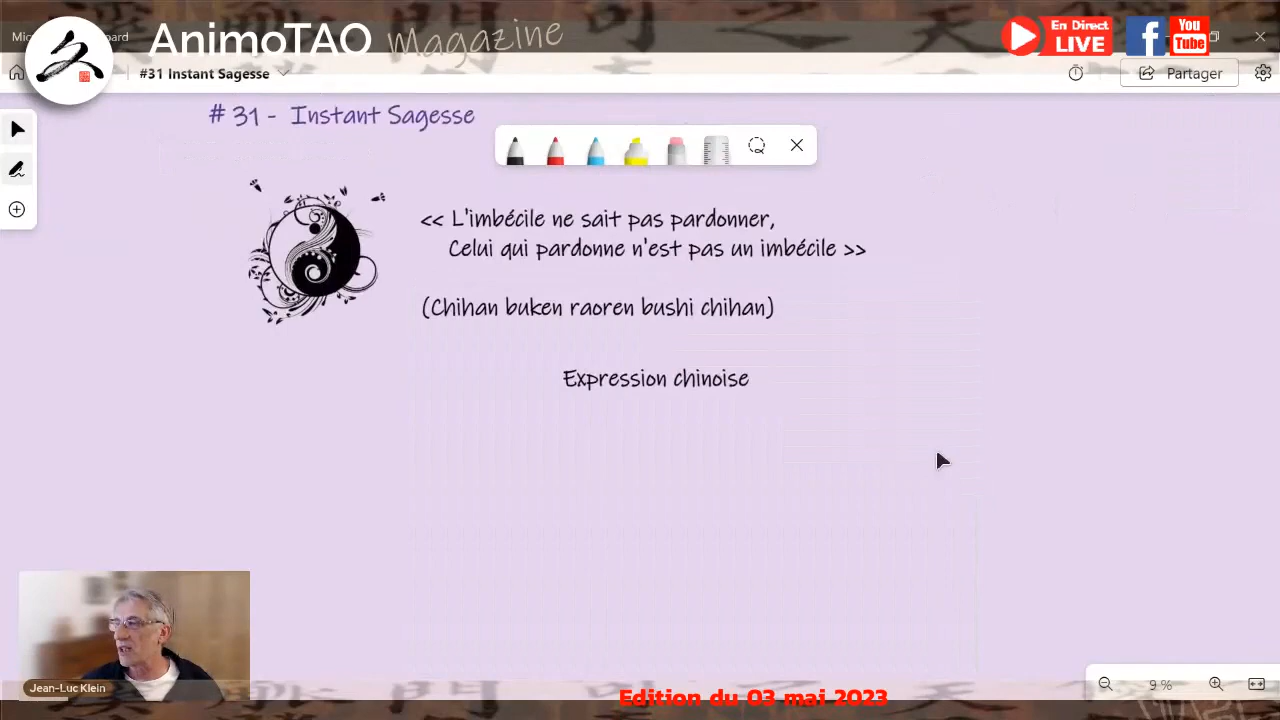 AnimoTAO Magazine
En Direct
LIVE
You
Tube
#31 Instant Sagesse
Partager
# 31 - Instant Sagesse
<< L'imbécile ne sait pas pardonner,
Celui qui pardonne n'est pas un imbécile >>
(Chihan buken raoren bushi chihan)
Expression chinoise
Jean-Luc Klein
9 %
Edition du 03 mai 2023